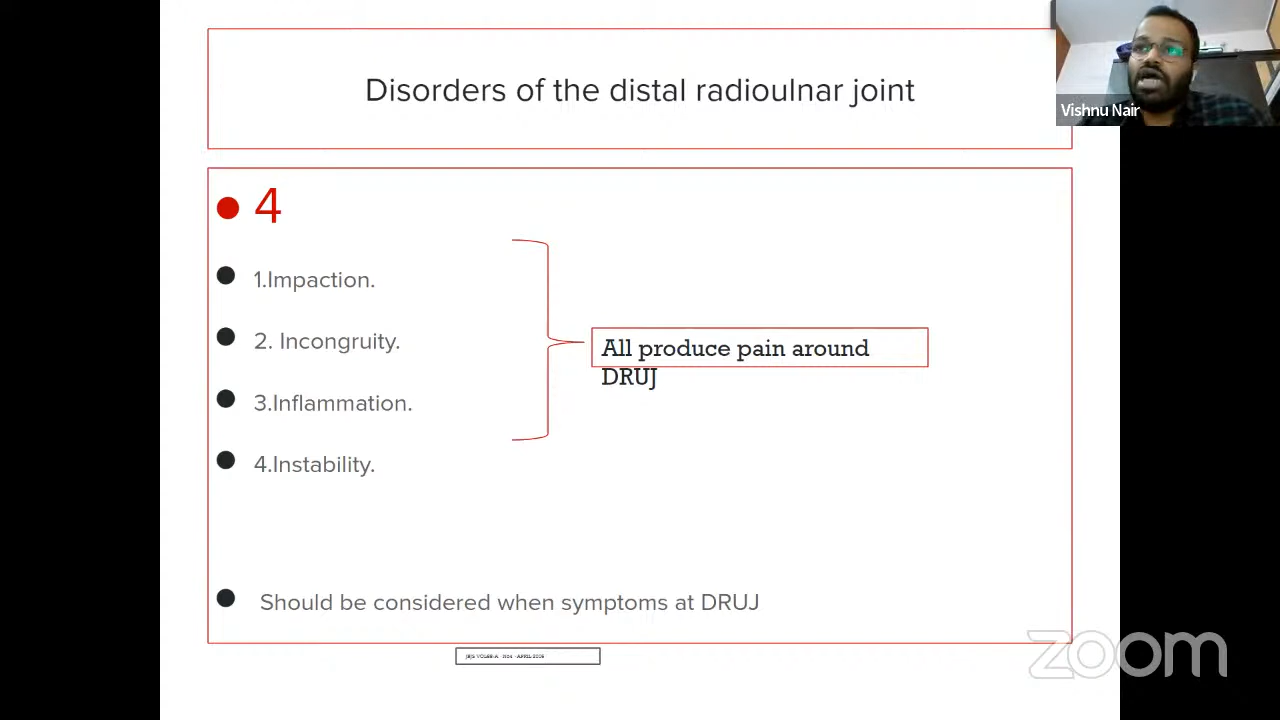 Disorders of the distal radioulnar joint
Vishnu Nair
4
1.Impaction.
2. Incongruity.
3.Inflammation.
4.Instability.
All produce pain around
DRUJ
Should be considered when symptoms at DRUJ
zoom